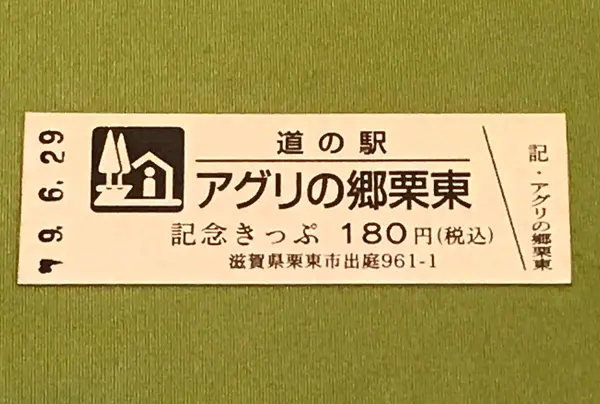 9. 6. 29
道の駅
アグリの郷栗東
記念きっぷ 180円(税込)
滋賀県栗東市出庭961-1
記・アグリの郷栗東